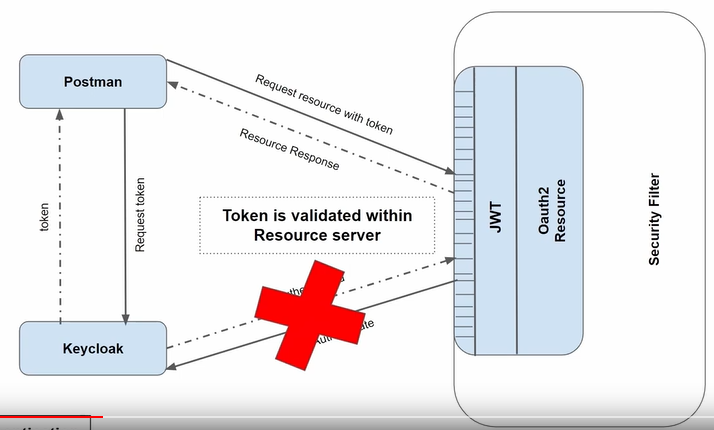 Postman
Request resource with token
Resource Response
token
Request token
Token is validated within
Resource server
JWT
Oauth2
Resource
Security Filter
Keycloak